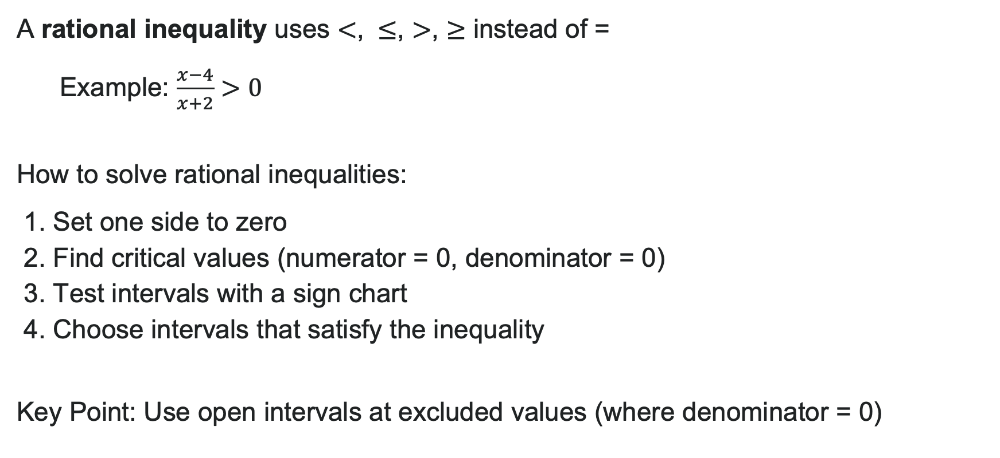 A rational inequality uses <, ≤, >, ≥ instead of =
Example: x−4/x+2 > 0
How to solve rational inequalities:
1. Set one side to zero
2. Find critical values (numerator = 0, denominator = 0)
3. Test intervals with a sign chart
4. Choose intervals that satisfy the inequality
Key Point: Use open intervals at excluded values (where denominator = 0)